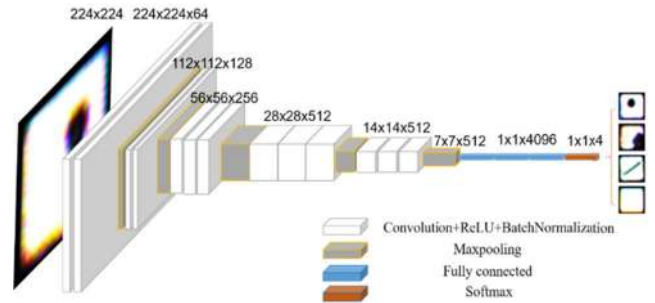 224x224
224x224x64
112x112x128
56x56x256
28x28x512
14x14x512
7x7x512
1x1x4096
1x1x4
Convolution+ReLU+BatchNormalization
Maxpooling
Fully connected
Softmax